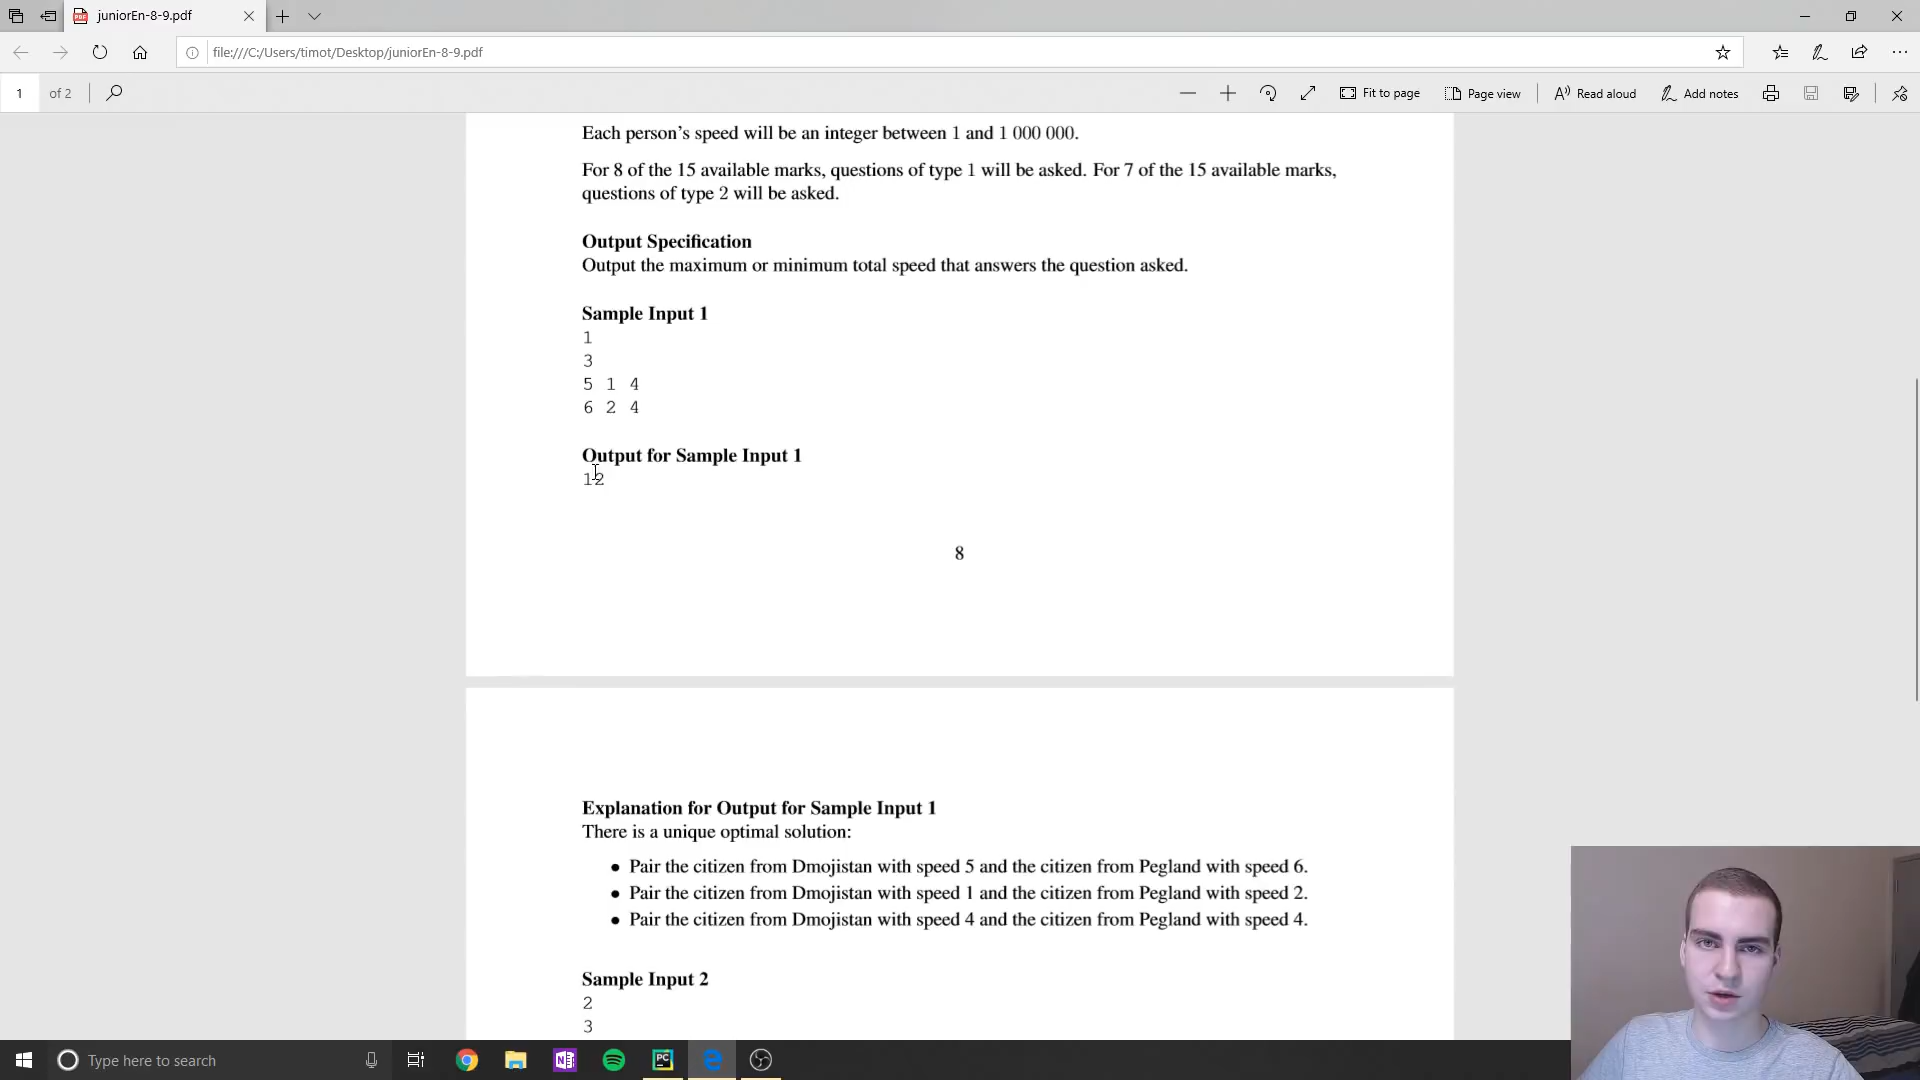 juniorEn-8-9.pdf
file:///C:/Users/timot/Desktop/juniorEn-8-9.pdf
1 of 2
Fit to page
Page view
Read aloud
Add notes
Each person's speed will be an integer between 1 and 1 000 000.
For 8 of the 15 available marks, questions of type 1 will be asked. For 7 of the 15 available marks,
questions of type 2 will be asked.
Output Specification
Output the maximum or minimum total speed that answers the question asked.
Sample Input 1
1
3
5 1 4
6 2 4
Output for Sample Input 1
12
8
Explanation for Output for Sample Input 1
There is a unique optimal solution:
• Pair the citizen from Dmojistan with speed 5 and the citizen from Pegland with speed 6.
• Pair the citizen from Dmojistan with speed 1 and the citizen from Pegland with speed 2.
• Pair the citizen from Dmojistan with speed 4 and the citizen from Pegland with speed 4.
Sample Input 2
2
3
Type here to search